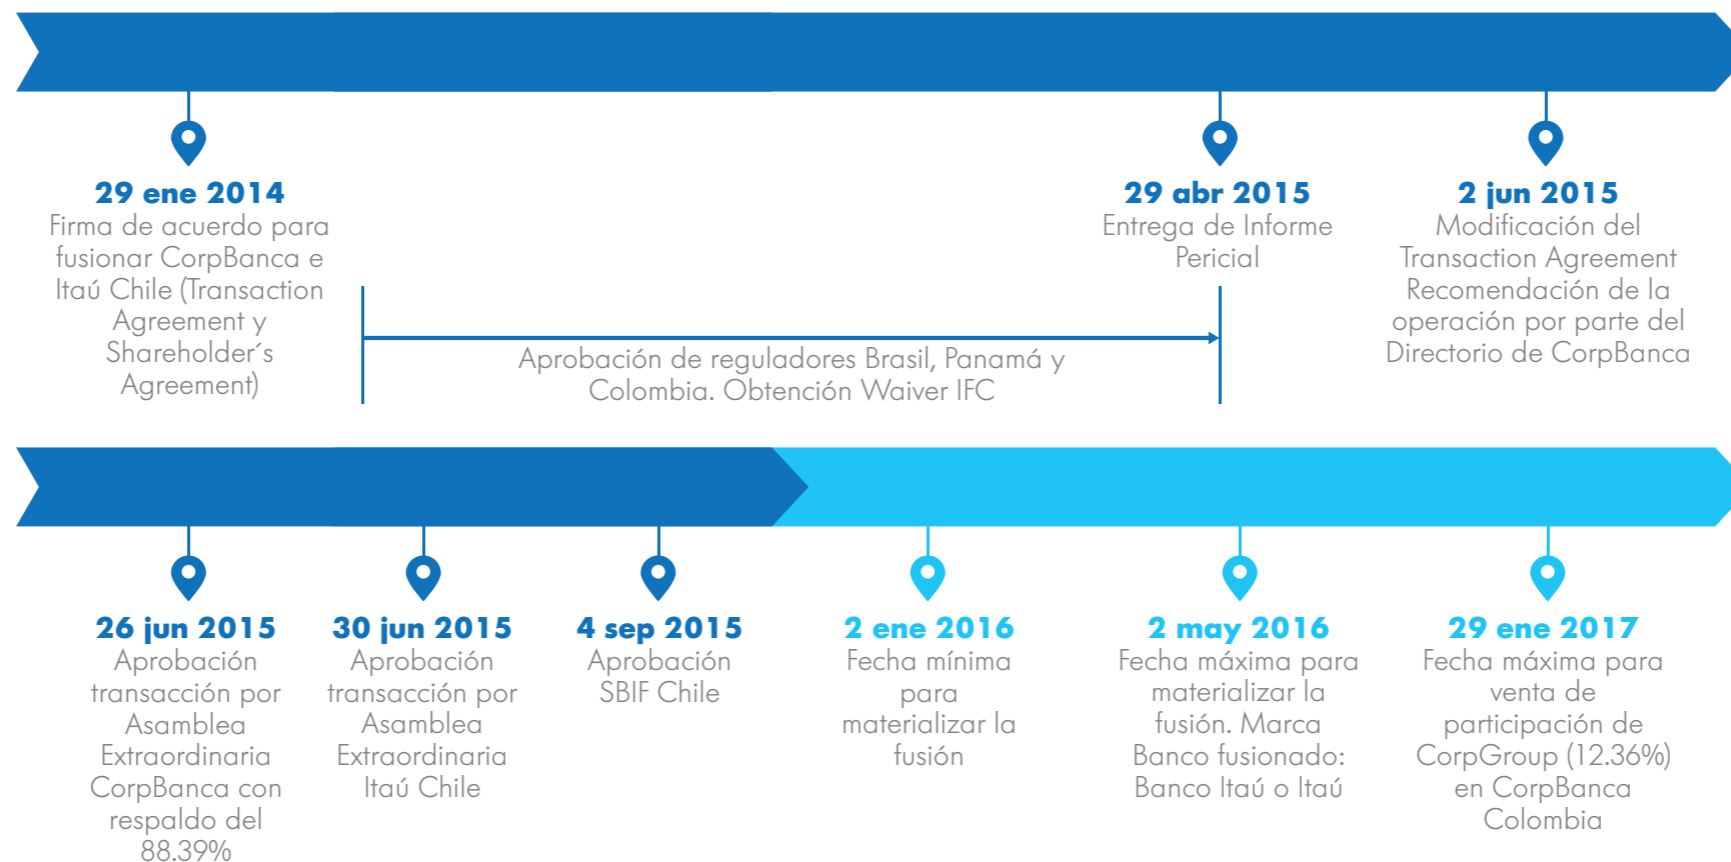 29 ene 2014
Firma de acuerdo para
fusionar CorpBanca e
Itaú Chile (Transaction
Agreement y
Shareholder´s
Agreement)
Aprobación de reguladores Brasil, Panamá y
Colombia. Obtención Waiver IFC
29 abr 2015
Entrega de Informe
Pericial
2 jun 2015
Modificación del
Transaction Agreement
Recomendación de la
operación por parte del
Directorio de CorpBanca
26 jun 2015
Aprobación
transacción por
Asamblea
Extraordinaria
CorpBanca con
respaldo del
88.39%
30 jun 2015
Aprobación
transacción por
Asamblea
Extraordinaria
Itaú Chile
4 sep 2015
Aprobación
SBIF Chile
2 ene 2016
Fecha mínima
para
materializar la
fusión
2 may 2016
Fecha máxima para
materializar la
fusión. Marca
Banco fusionado:
Banco Itaú o Itaú
29 ene 2017
Fecha máxima para
venta de
participación de
CorpGroup (12.36%)
en CorpBanca
Colombia